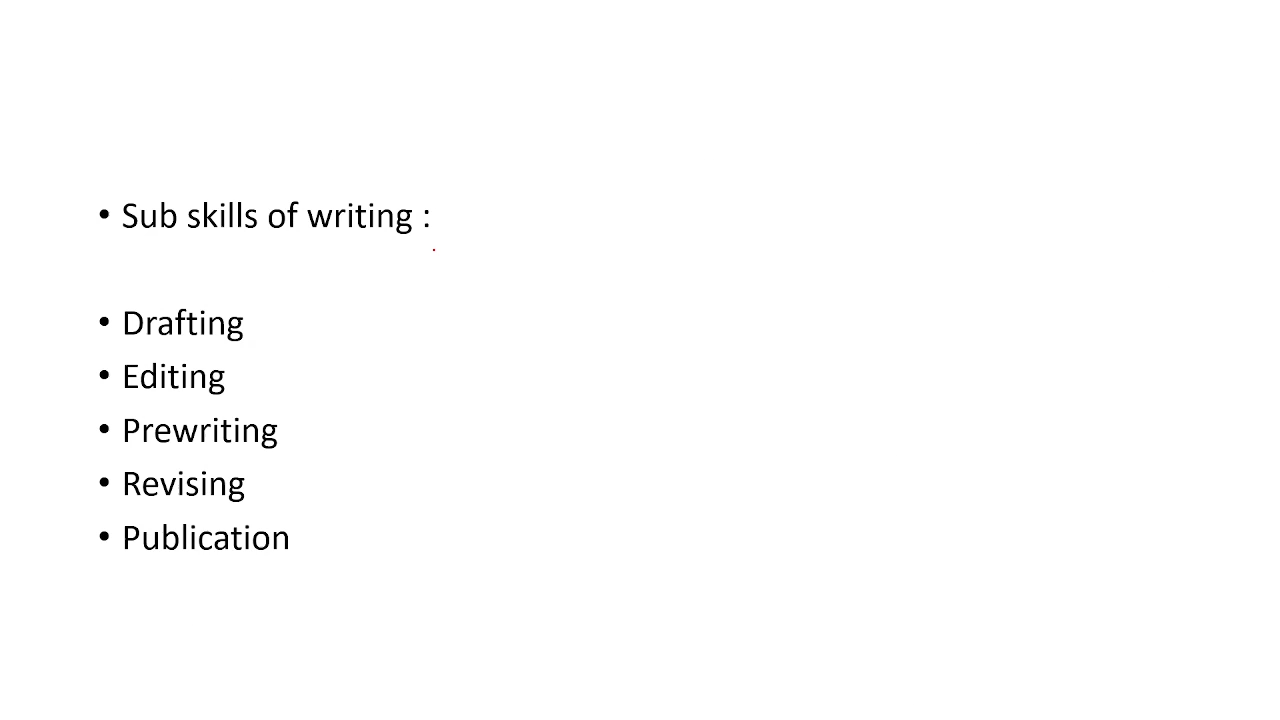 • Sub skills of writing :
• Drafting
• Editing
• Prewriting
• Revising
• Publication